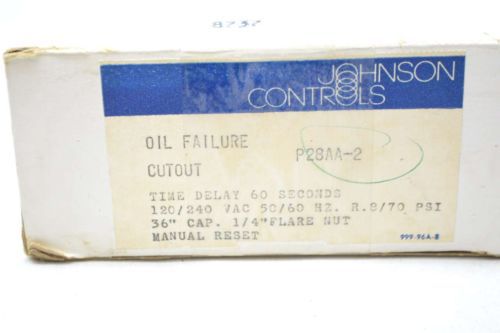 8737
JOHNSON
CONTROLS
OIL FAILURE
CUTOUT
P28AA-2
TIME DELAY 60 SECONDS
120/240 VAC 50/60 HZ. R.8/70 PSI
36" CAP. 1/4"FLARE NUT
MANUAL RESET
999-96A-8